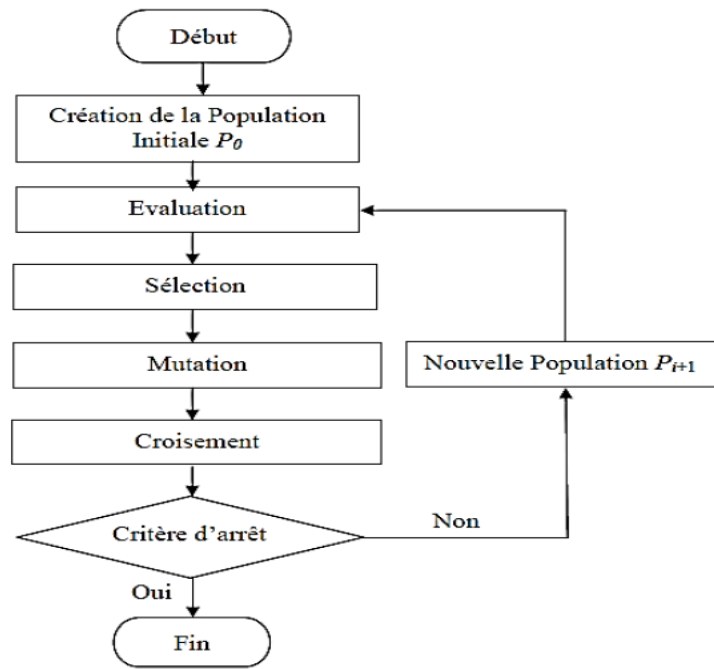 Début
Création de la Population
Initiale P0
Evaluation
Sélection
Mutation
Nouvelle Population Pi+1
Croisement
Critère d'arrêt
Non
Oui
Fin